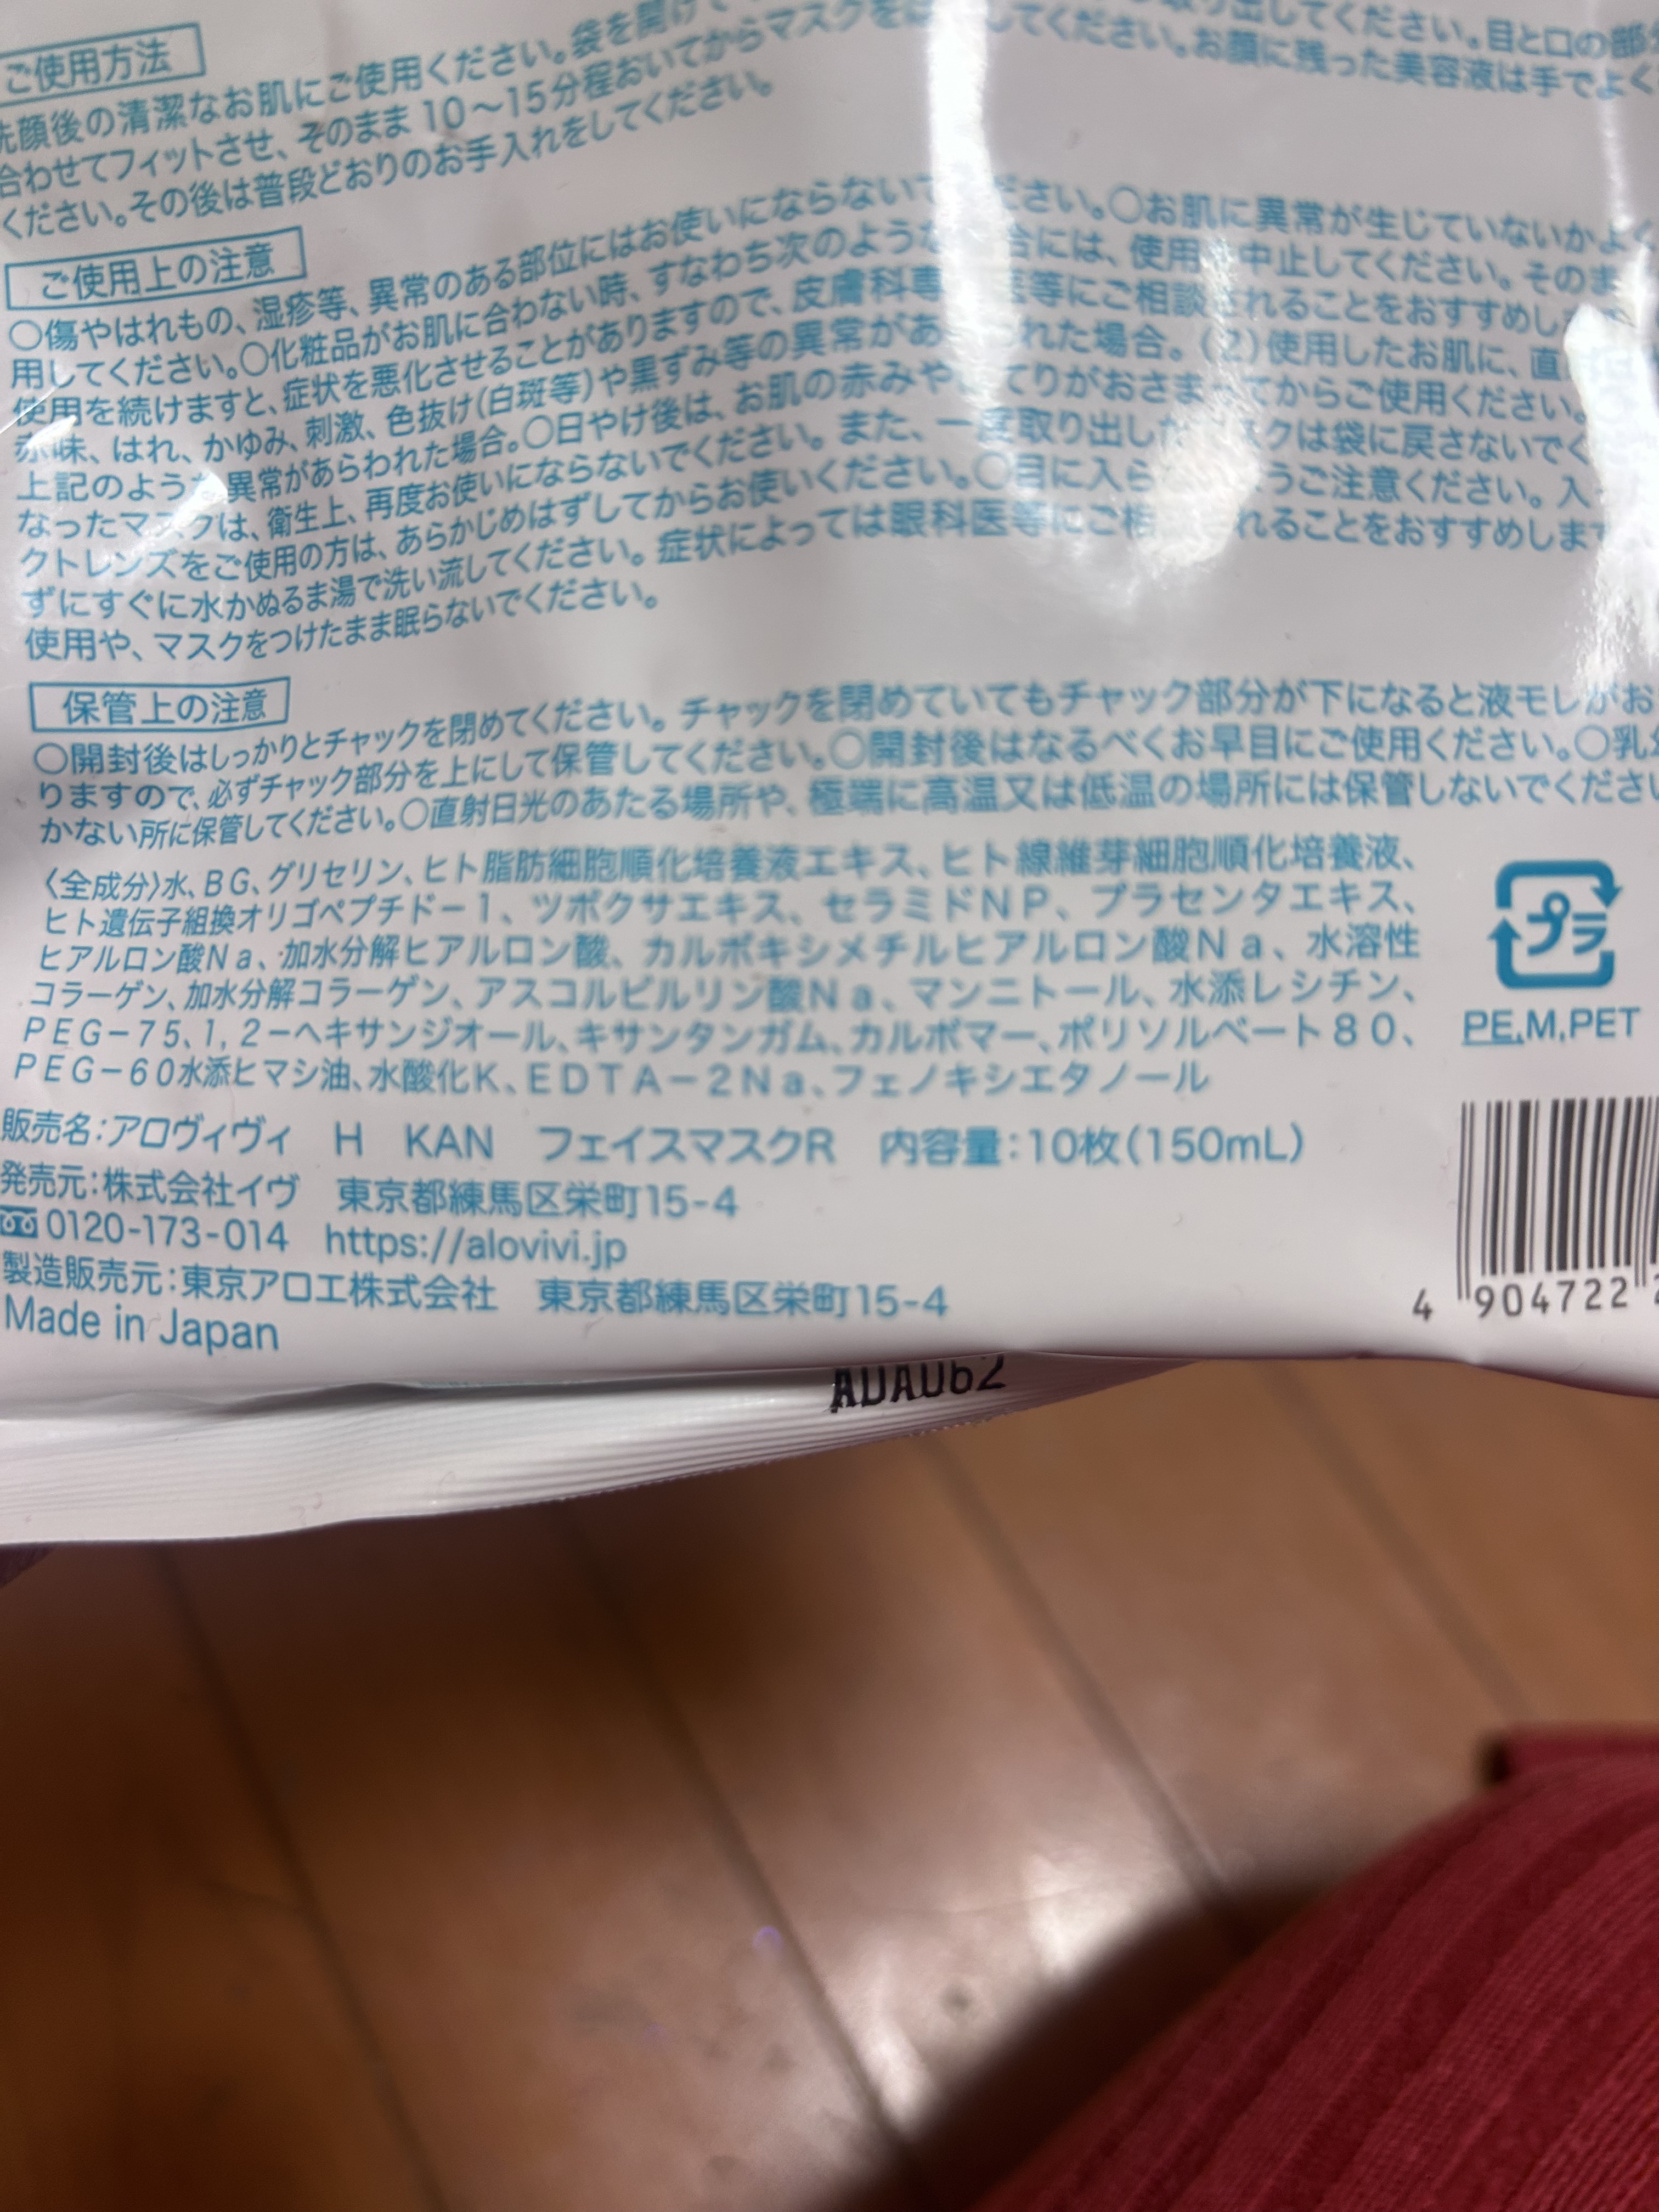 ご使用方法
洗顔後の清潔なお肌にご使用ください。袋を開け
り出してください。目と口の部
合わせてフィットさせ、そのまま10～15分程おいてからマスクを
してください。お顔に残った美容液は手でよく
ください。その後は普段どおりのお手入れをしてください。
ご使用上の注意
○傷やはれもの、湿疹等、異常のある部位にはお使いにならないで ださい。○お肌に異常が生じていないかよく
用してください。○化粧品がお肌に合わない時、すなわち次のような 合には、使用 中止してください。そのま
使用を続けますと、症状を悪化させることがありますので、皮膚科専 医等にご相談 れることをおすすめし
赤味、はれ、かゆみ、刺激、色抜け(白斑等)や黒ずみ等の異常があ れた場合。(2)使用したお肌に、直
上記のような異常があらわれた場合。○日やけ後は、お肌の赤みや てりがおさま てからご使用ください。
なったマスクは、衛生上、再度お使いにならないでください。また、一 取り出し クは袋に戻さないでく
クトレンズをご使用の方は、あらかじめはずしてからお使いください。○目に入ら うご注意ください。入
ずにすぐに水かぬるま湯で洗い流してください。症状によっては眼科医等にご相 れることをおすすめしま
使用や、マスクをつけたまま眠らないでください。
保管上の注意
○開封後はしっかりとチャックを閉めてください。チャックを閉めていてもチャック部分が下になると液モレがお
りますので、必ずチャック部分を上にして保管してください。○開封後はなるべくお早目にご使用ください。○乳
かない所に保管してください。○直射日光のあたる場所や、極端に高温又は低温の場所には保管しないでくださ
〈全成分〉水、BG、グリセリン、ヒト脂肪細胞順化培養液エキス、ヒト線維芽細胞順化培養液、
ヒト遺伝子組換オリゴペプチド－1、ツボクサエキス、セラミドNP、プラセンタエキス、
ヒアルロン酸Na、加水分解ヒアルロン酸、カルボキシメチルヒアルロン酸Na、水溶性
コラーゲン、加水分解コラーゲン、アスコルビルリン酸Na、マンニトール、水添レシチン、
PEG－75、1，2－ヘキサンジオール、キサンタンガム、カルボマー、ポリソルベート80、
PEG－60水添ヒマシ油、水酸化K、EDTA－2Na、フェノキシエタノール
プラ
PE,M,PET
販売名：アロヴィヴィ　H　KAN　フェイスマスクR　内容量：10枚(150mL)
発売元：株式会社イヴ　東京都練馬区栄町15-4
0120-173-014　https://alovivi.jp
製造販売元：東京アロエ株式会社　東京都練馬区栄町15-4
Made in Japan
4 904722